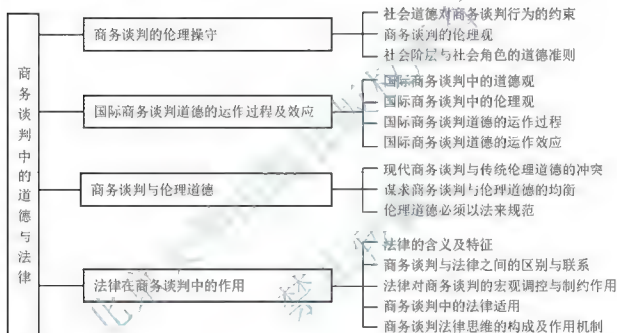 商务谈判中的道德与法律
商务谈判的伦理操守
社会道德对商务谈判行为的约束
商务谈判的伦理观
社会阶层与社会角色的道德准则
国际商务谈判道德的运作过程及效应
国际商务谈判中的道德观
国际商务谈判中的伦理观
国际商务谈判道德的运作过程
国际商务谈判道德的运作效应
商务谈判与伦理道德
现代商务谈判与传统伦理道德的冲突
谋求商务谈判与伦理道德的均衡
伦理道德必须以法来规范
法律在商务谈判中的作用
法律的含义及特征
商务谈判与法律之间的区别与联系
法律对商务谈判的宏观调控与制约作用
商务谈判中的法律适用
商务谈判法律思维的构成及作用机制